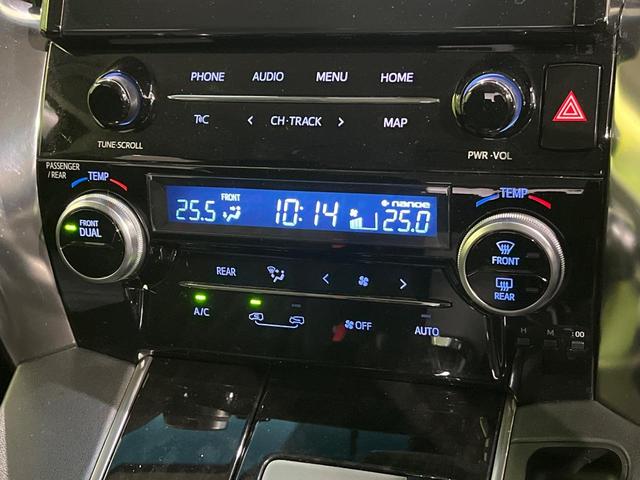 PHONE AUDIO MENU HOME
T&C < CH·TRACK > MAP
TUNE·SCROLL PWR·VOL
PASSENGER
/REAR
TEMP
FRONT
25.5 10:14 25.0
nanoe
TEMP
FRONT
DUAL
FRONT
REAR
REAR < >
A/C OFF AUTO
H M :00